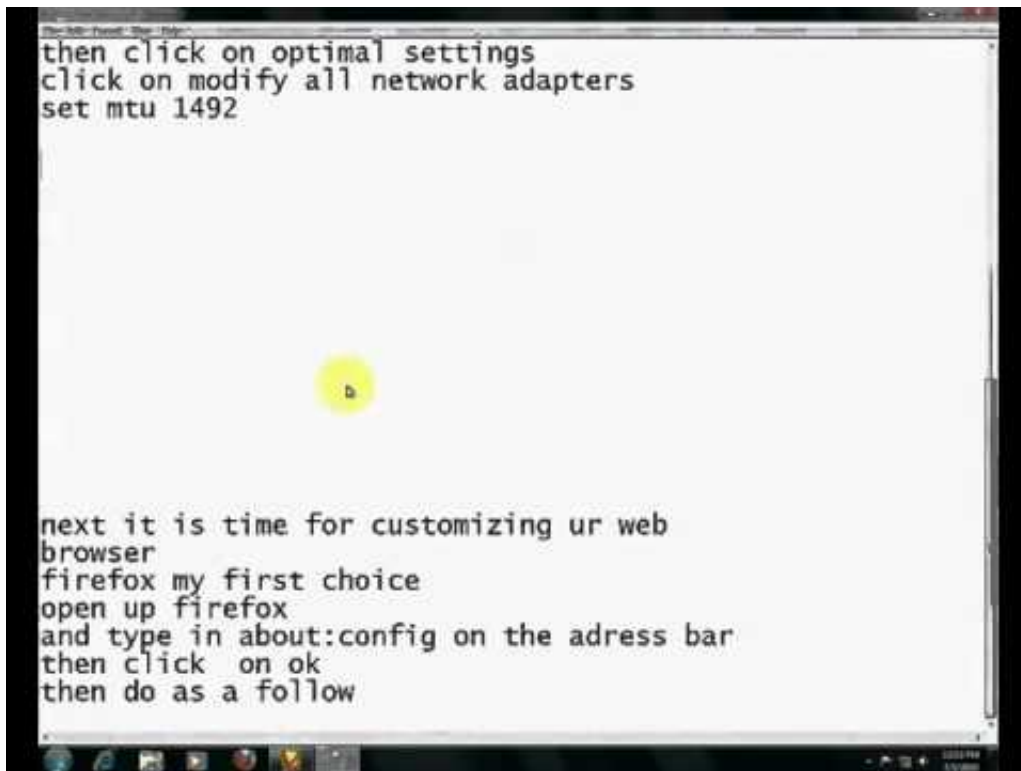 then click on optimal settings
click on modify all network adapters
set mtu 1492
next it is time for customizing ur web
browser
firefox my first choice
open up firefox
and type in about:config on the adress bar
then click  on ok
then do as a follow